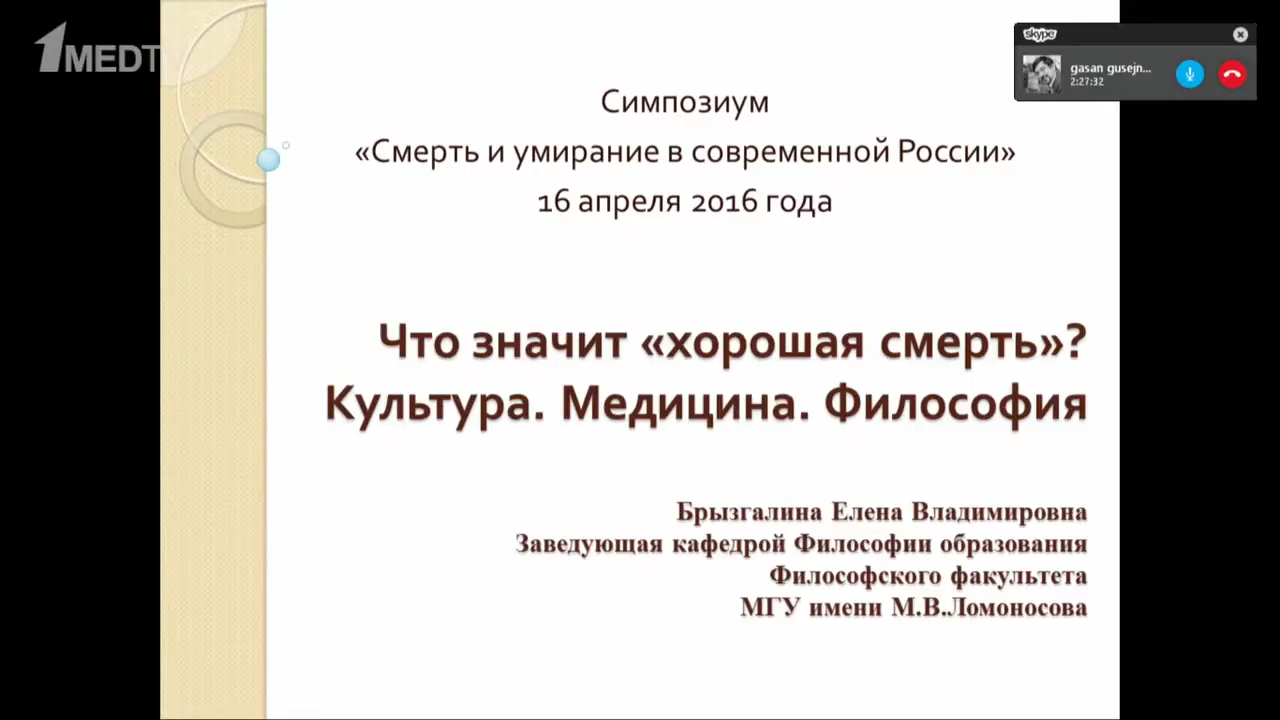 1MEDT
skype
gasan gusejn...
2:27:32
Симпозиум
«Смерть и умирание в современной России»
16 апреля 2016 года
Что значит «хорошая смерть»?
Культура. Медицина. Философия
Брызгалина Елена Владимировна
Заведующая кафедрой Философии образования
Философского факультета
МГУ имени М.В.Ломоносова